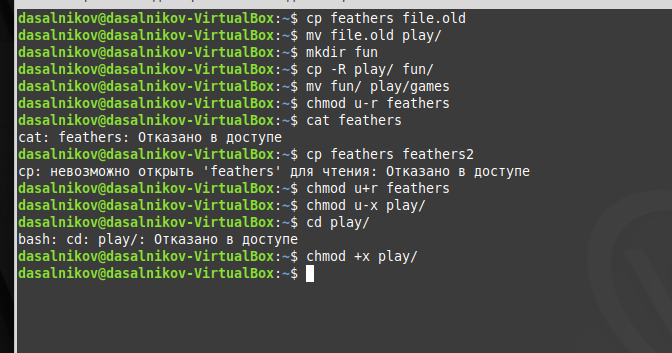 dasalnikov@dasalnikov-VirtualBox:~$ cp feathers file.old
dasalnikov@dasalnikov-VirtualBox:~$ mv file.old play/
dasalnikov@dasalnikov-VirtualBox:~$ mkdir fun
dasalnikov@dasalnikov-VirtualBox:~$ cp -R play/ fun/
dasalnikov@dasalnikov-VirtualBox:~$ mv fun/ play/games
dasalnikov@dasalnikov-VirtualBox:~$ chmod u-r feathers
dasalnikov@dasalnikov-VirtualBox:~$ cat feathers
cat: feathers: Отказано в доступе
dasalnikov@dasalnikov-VirtualBox:~$ cp feathers feathers2
cp: невозможно открыть 'feathers' для чтения: Отказано в доступе
dasalnikov@dasalnikov-VirtualBox:~$ chmod u+r feathers
dasalnikov@dasalnikov-VirtualBox:~$ chmod u-x play/
dasalnikov@dasalnikov-VirtualBox:~$ cd play/
bash: cd: play/: Отказано в доступе
dasalnikov@dasalnikov-VirtualBox:~$ chmod +x play/
dasalnikov@dasalnikov-VirtualBox:~$